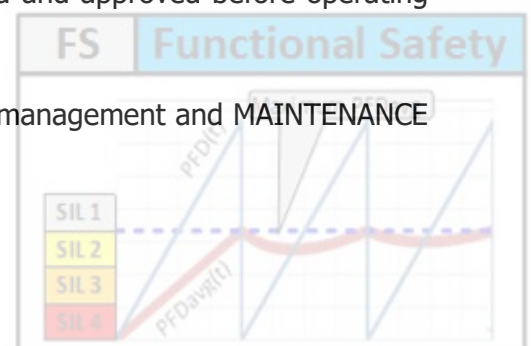 and approved before operating
FS Functional Safety
management and MAINTENANCE
PFD(t)
SIL 1
SIL 2
SIL 3
SIL 4
PFDavg(t)